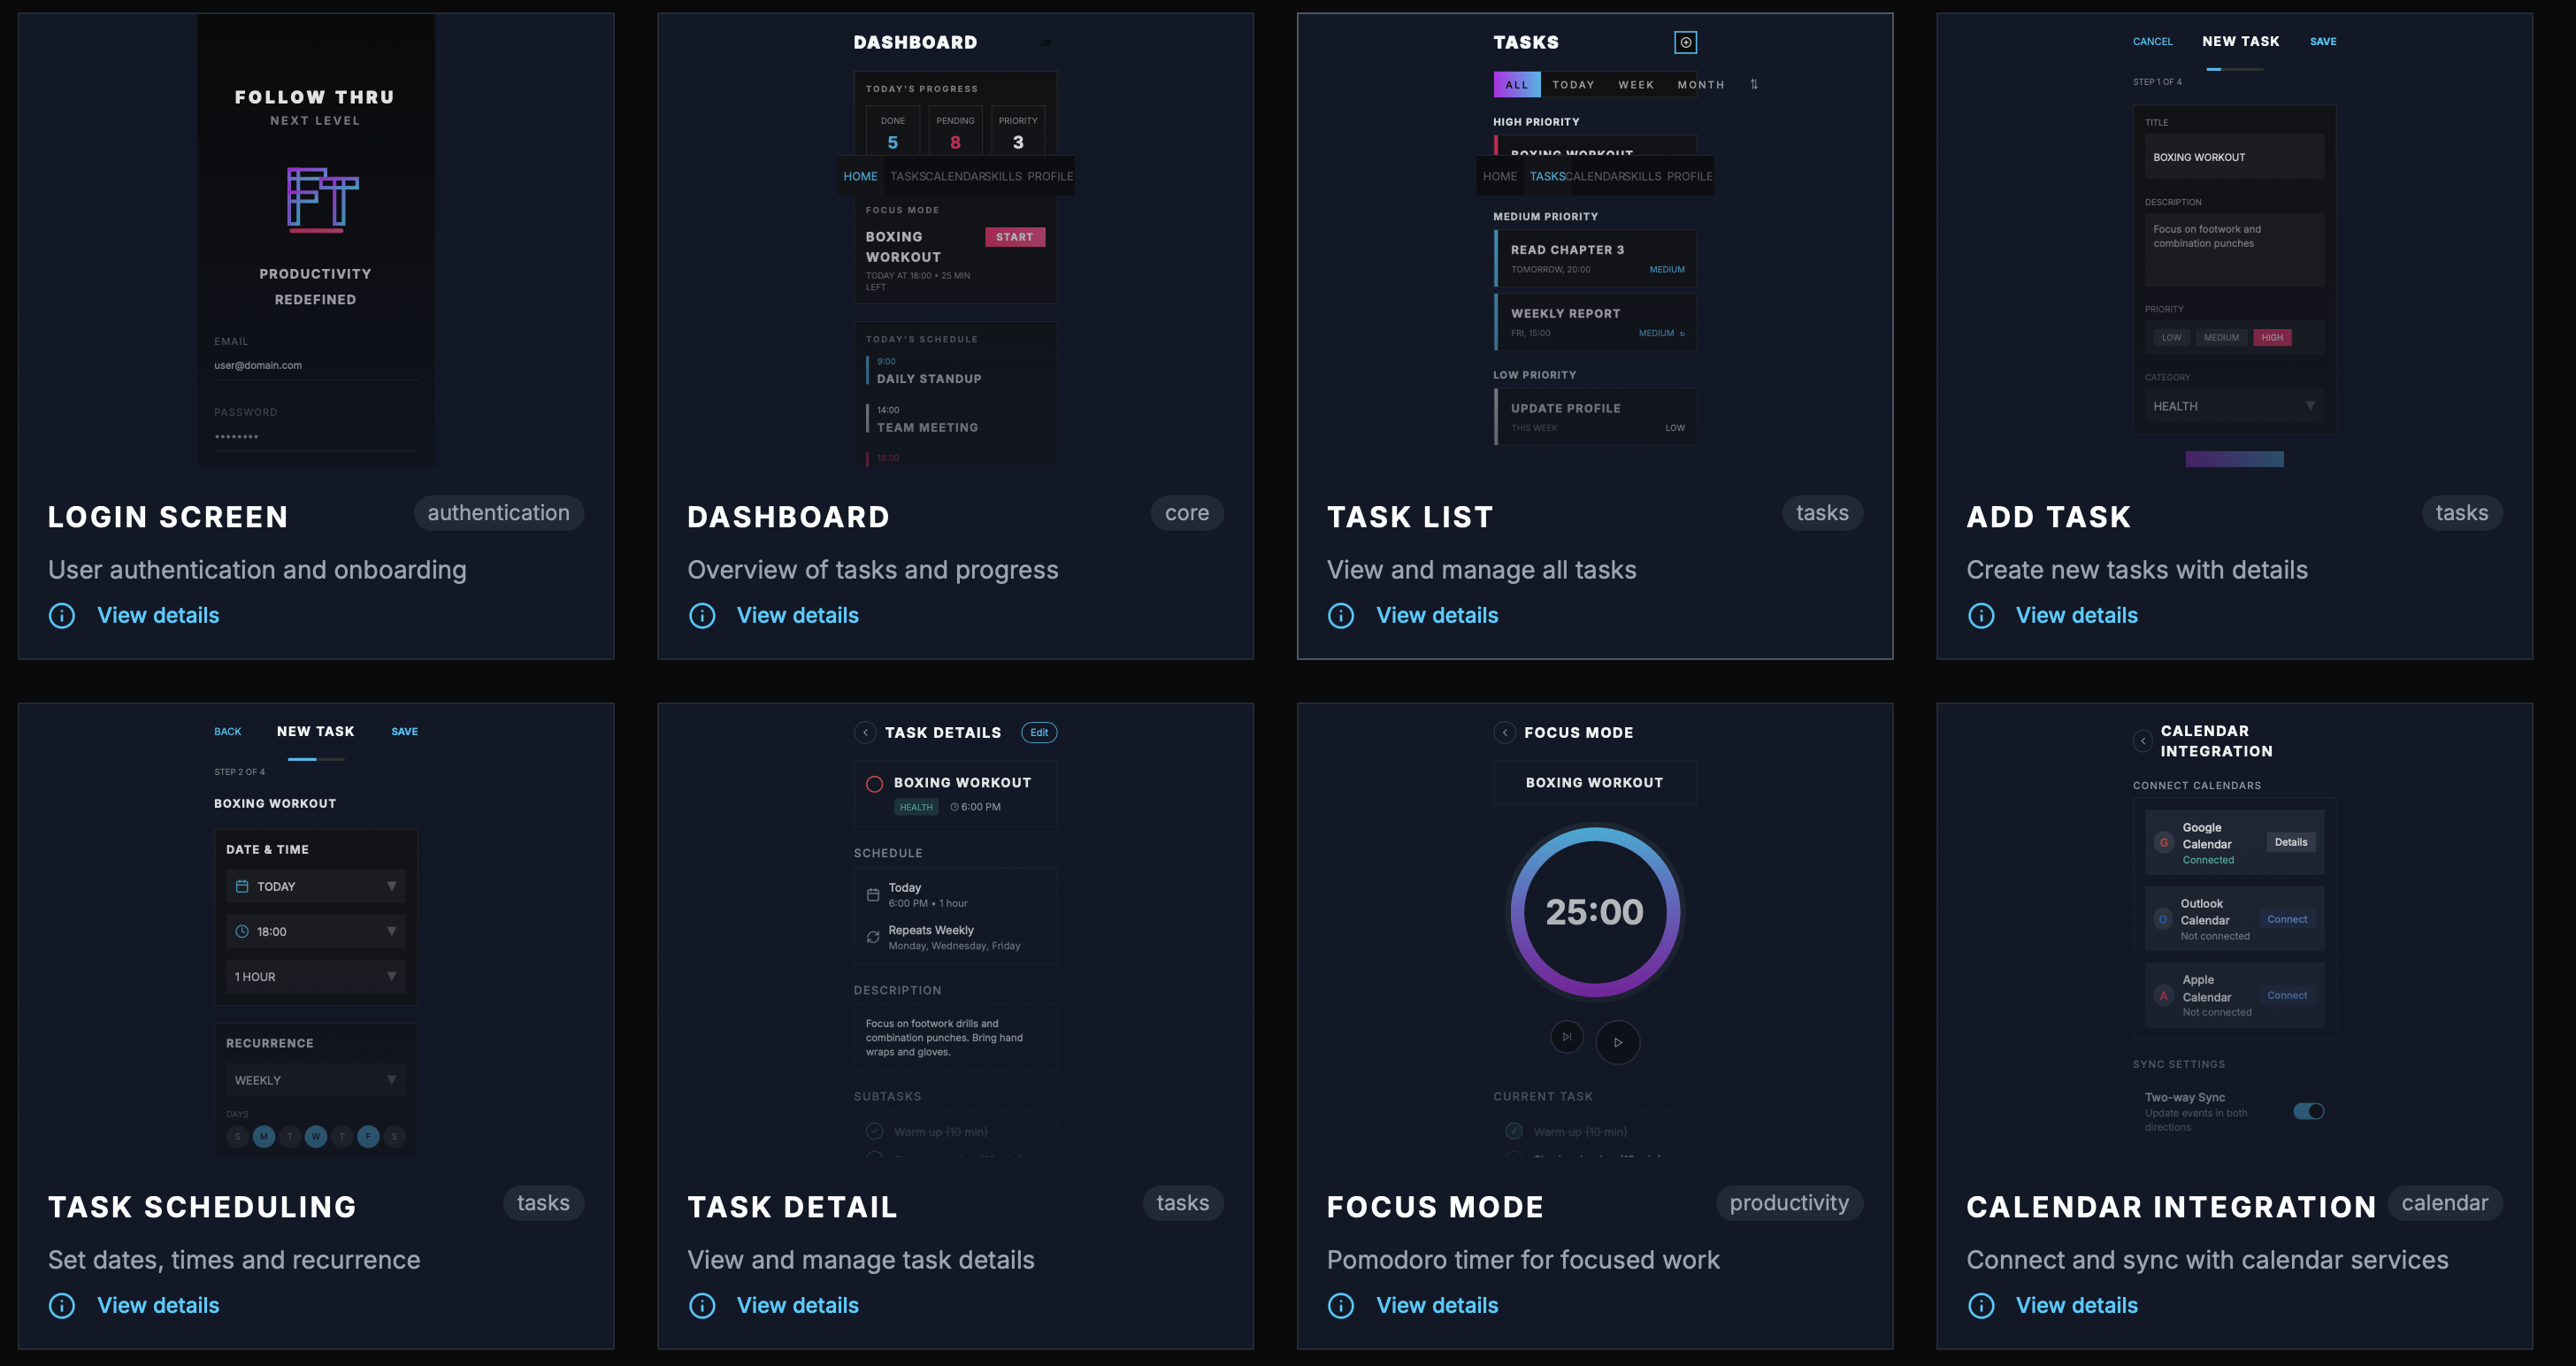 FOLLOW THRU
NEXT LEVEL
FT
PRODUCTIVITY
REDEFINED
EMAIL
user@domain.com
PASSWORD
••••••••
LOGIN SCREEN
authentication
User authentication and onboarding
View details
DASHBOARD
TODAY'S PROGRESS
DONE PENDING PRIORITY
5 8 3
HOME TASKS CALENDAR SKILLS PROFILE
FOCUS MODE
BOXING
WORKOUT
START
TODAY AT 18:00 • 25 MIN
LEFT
TODAY'S SCHEDULE
9:00
DAILY STANDUP
14:00
TEAM MEETING
18:00
DASHBOARD
core
Overview of tasks and progress
View details
TASKS
ALL TODAY WEEK MONTH ⇅
HIGH PRIORITY
BOXING WORKOUT
HOME TASKS CALENDAR SKILLS PROFILE
MEDIUM PRIORITY
READ CHAPTER 3
TOMORROW, 20:00 MEDIUM
WEEKLY REPORT
FRI, 15:00 MEDIUM ↻
LOW PRIORITY
UPDATE PROFILE
THIS WEEK LOW
TASK LIST
tasks
View and manage all tasks
View details
CANCEL NEW TASK SAVE
STEP 1 OF 4
TITLE
BOXING WORKOUT
DESCRIPTION
Focus on footwork and
combination punches
PRIORITY
LOW MEDIUM HIGH
CATEGORY
HEALTH ▼
ADD TASK
tasks
Create new tasks with details
View details
BACK NEW TASK SAVE
STEP 2 OF 4
BOXING WORKOUT
DATE & TIME
TODAY ▼
18:00 ▼
1 HOUR ▼
RECURRENCE
WEEKLY ▼
DAYS
S M T W T F S
TASK SCHEDULING
tasks
Set dates, times and recurrence
View details
TASK DETAILS Edit
BOXING WORKOUT
HEALTH 6:00 PM
SCHEDULE
Today
6:00 PM • 1 hour
Repeats Weekly
Monday, Wednesday, Friday
DESCRIPTION
Focus on footwork drills and
combination punches. Bring hand
wraps and gloves.
SUBTASKS
Warm up (10 min)
TASK DETAIL
tasks
View and manage task details
View details
FOCUS MODE
BOXING WORKOUT
25:00
CURRENT TASK
Warm up (10 min)
FOCUS MODE
productivity
Pomodoro timer for focused work
View details
CALENDAR
INTEGRATION
CONNECT CALENDARS
G
Google
Calendar
Connected
Details
O
Outlook
Calendar
Not connected
Connect
A
Apple
Calendar
Not connected
Connect
SYNC SETTINGS
Two-way Sync
Update events in both
directions
CALENDAR INTEGRATION
calendar
Connect and sync with calendar services
View details